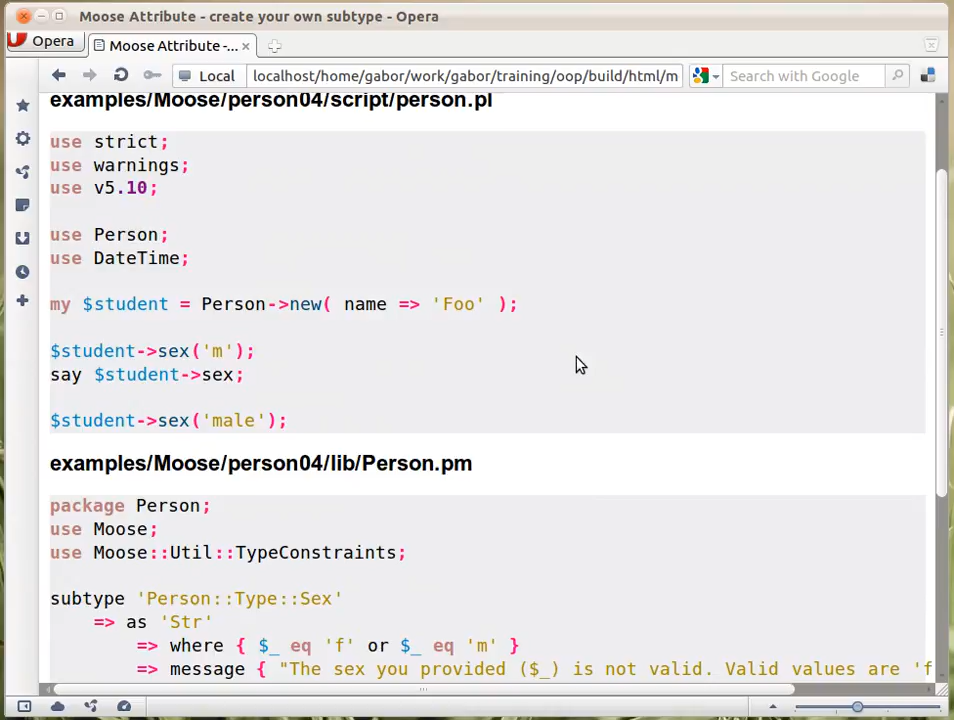 Moose Attribute - create your own subtype - Opera
Opera
Moose Attribute -...
Local
localhost/home/gabor/work/gabor/training/oop/build/html/m
Search with Google
examples/Moose/person04/script/person.pl
use strict;
use warnings;
use v5.10;
use Person;
use DateTime;
my $student = Person->new( name => 'Foo' );
$student->sex('m');
say $student->sex;
$student->sex('male');
examples/Moose/person04/lib/Person.pm
package Person;
use Moose;
use Moose::Util::TypeConstraints;
subtype 'Person::Type::Sex'
=> as 'Str'
=> where { $_ eq 'f' or $_ eq 'm' }
=> message { "The sex you provided ($_) is not valid. Valid values are 'f